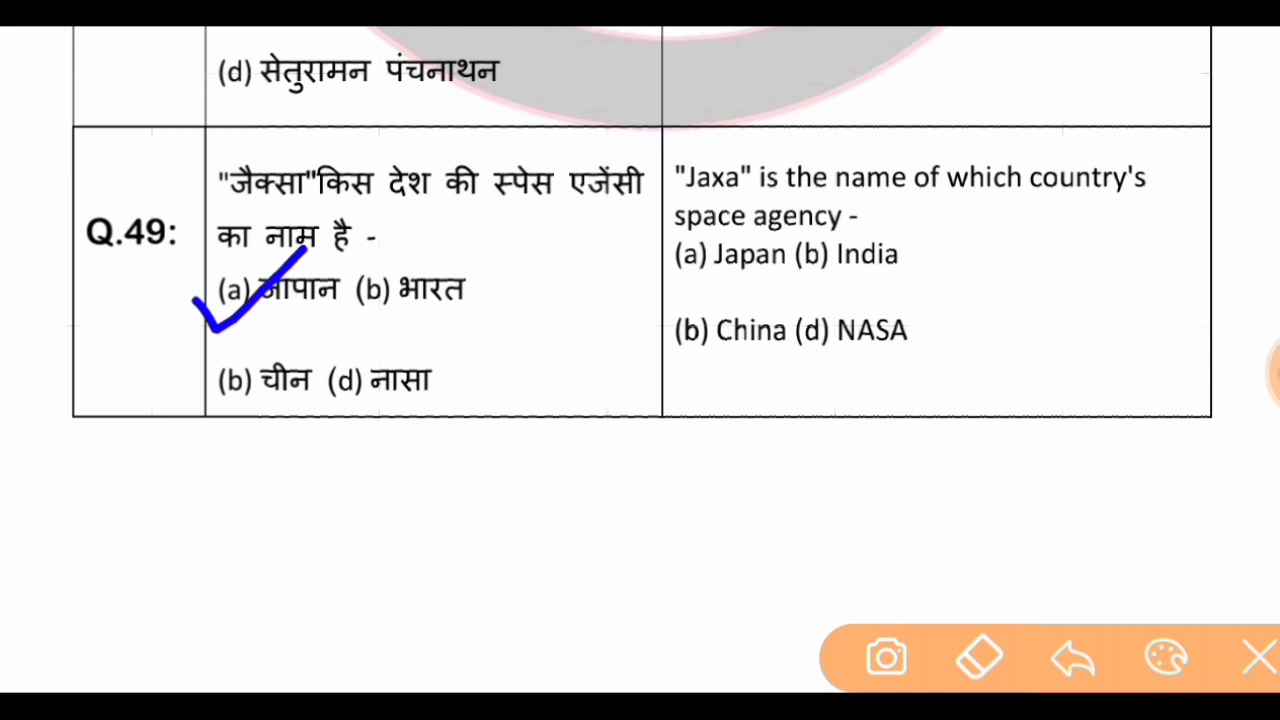 (d) सेतुरामन पंचनाथन
Q.49:
"जैक्सा"किस देश की स्पेस एजेंसी
का नाम है -
(a) जापान (b) भारत
(b) चीन (d) नासा
"Jaxa" is the name of which country's
space agency -
(a) Japan (b) India
(b) China (d) NASA